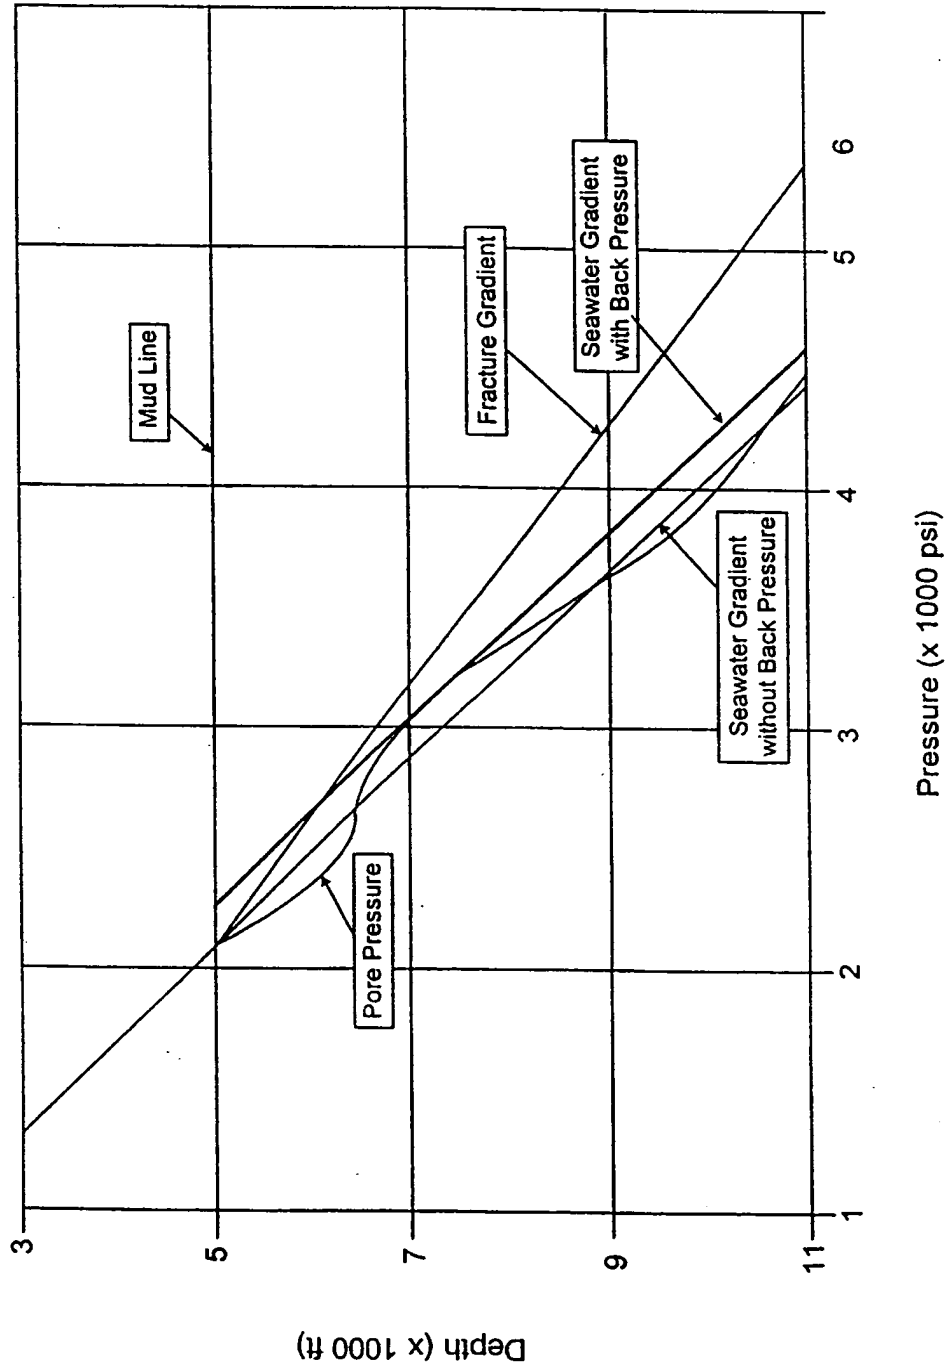 3
5
7
9
11
Depth (x 1000 ft)
Mud Line
Fracture Gradient
Seawater Gradient
with Back Pressure
Pore Pressure
Seawater Gradient
without Back Pressure
1
2
3
4
5
6
Pressure (x 1000 psi)